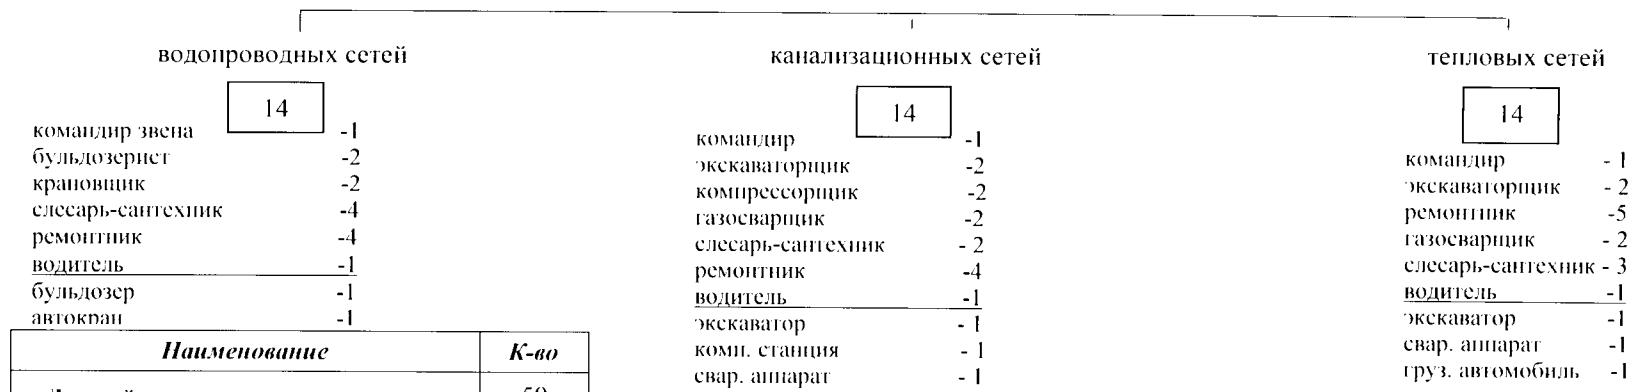 водопроводных сетей
14
командир звена -1
бульдозерист -2
крановщик -2
слесарь-сантехник -4
ремонтник -4
водитель -1
бульдозер -1
автокран -1
Наименование К-во
канализационных сетей
14
командир -1
экскаваторщик -2
компрессорщик -2
газосварщик -2
слесарь-сантехник - 2
ремонтник -4
водитель -1
экскаватор - 1
комп. станция - 1
свар. аппарат - 1
тепловых сетей
14
командир - 1
экскаваторщик - 2
ремонтник -5
газосварщик - 2
слесарь-сантехник - 3
водитель -1
экскаватор -1
свар. аппарат -1
груз. автомобиль -1